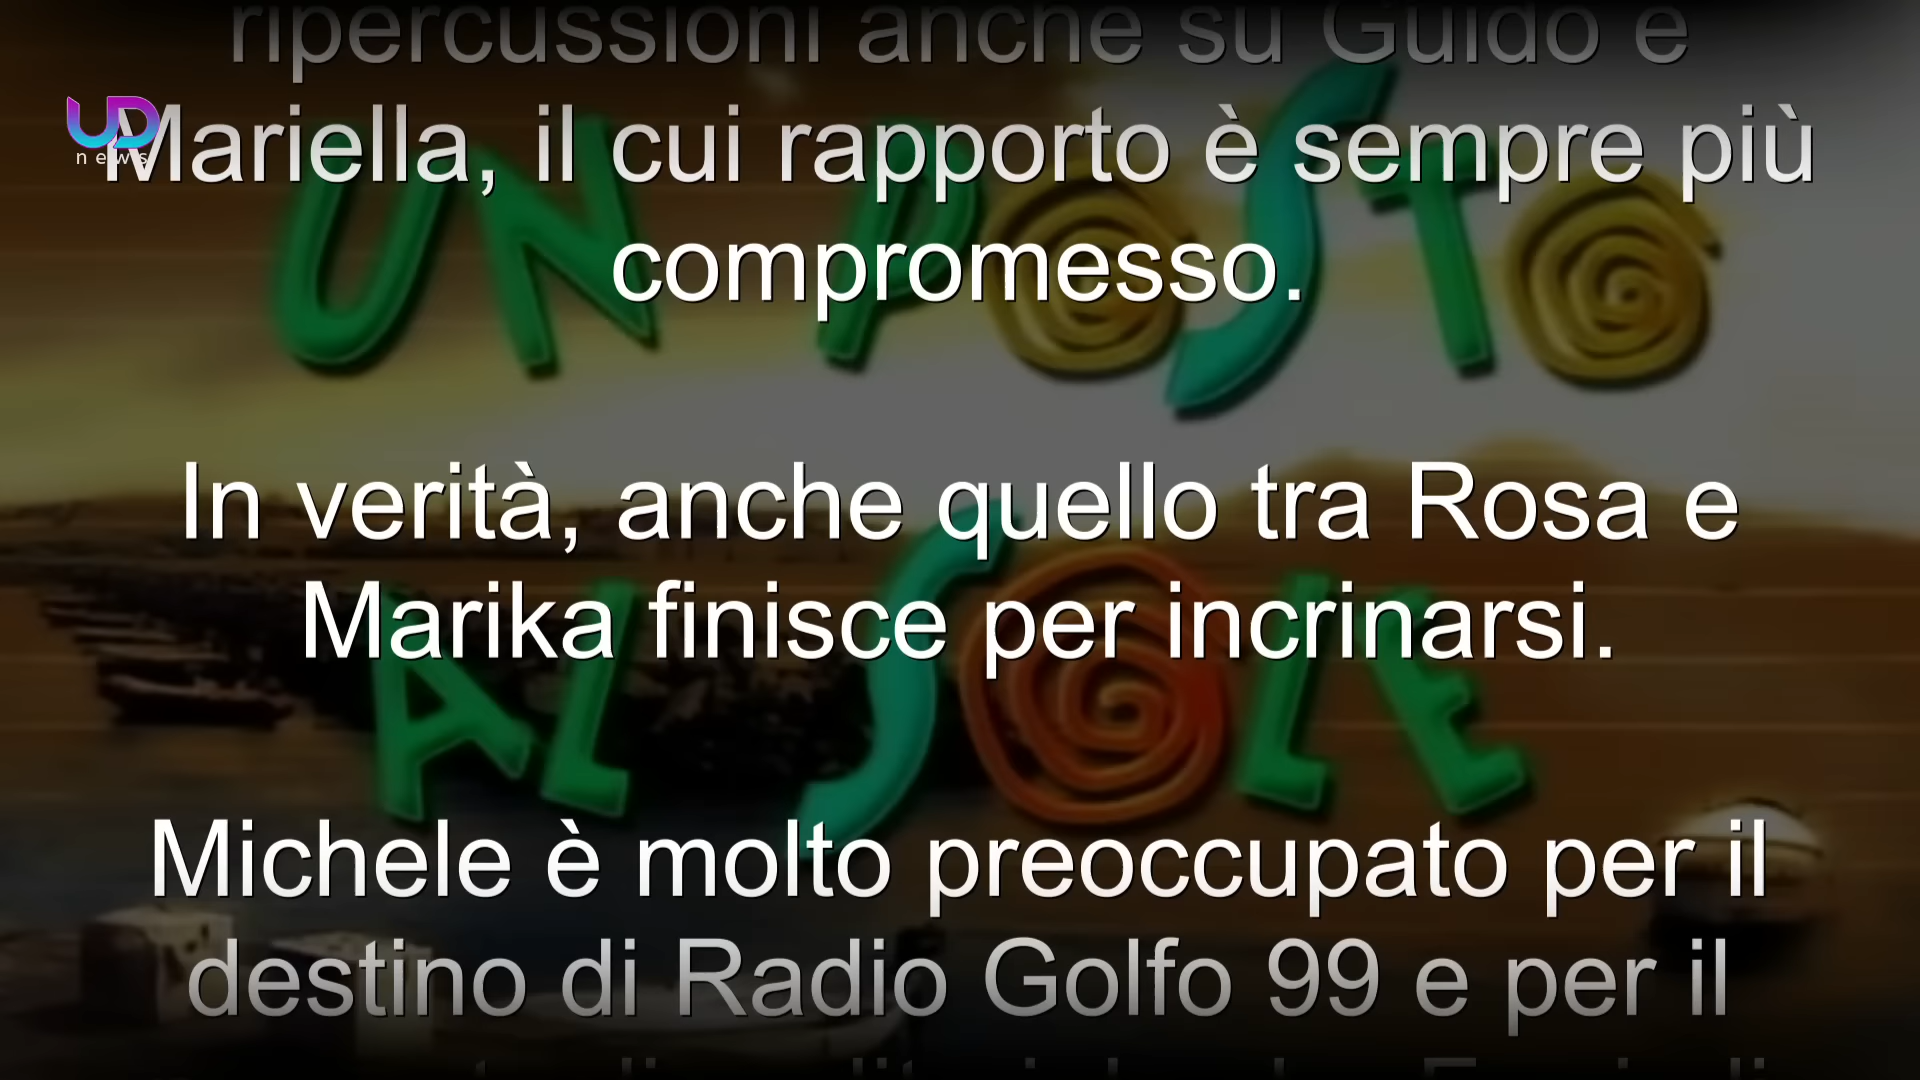 ripercussioni anche su Guido e
UD
news
Mariella, il cui rapporto è sempre più
compromesso.
UN POSTO
In verità, anche quello tra Rosa e
Marika finisce per incrinarsi.
AL SOLE
Michele è molto preoccupato per il
destino di Radio Golfo 99 e per il